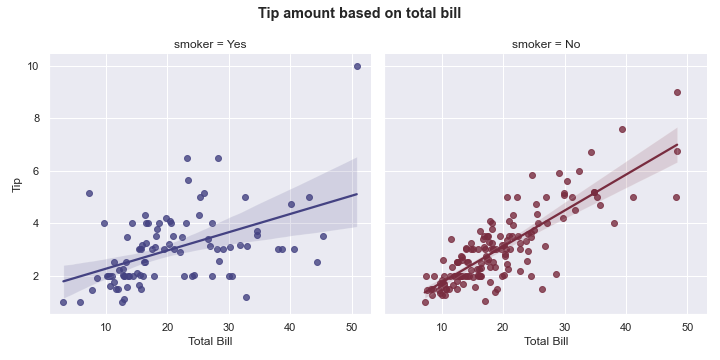 Tip amount based on total bill
smoker = Yes
smoker = No
10
8
6
4
2
Tip
10 20 30 40 50
10 20 30 40 50
Total Bill
Total Bill